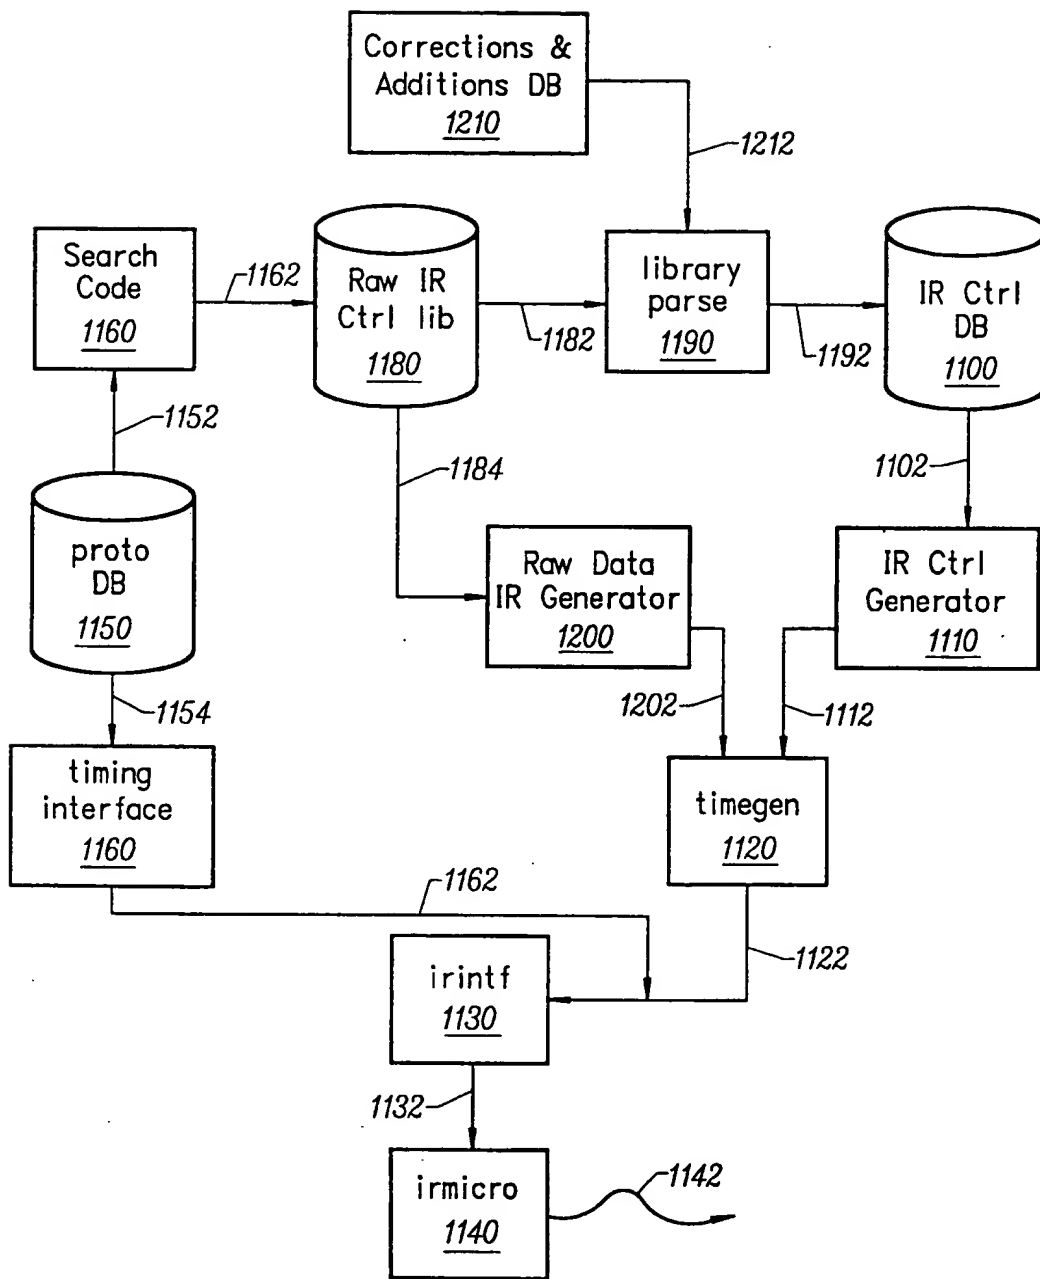 Corrections &
Additions DB
1210
1212
Search
Code
1160
1162
Raw IR
Ctrl lib
1180
1182
library
parse
1190
1192
IR Ctrl
DB
1100
1152
1184
1102
proto
DB
1150
Raw Data
IR Generator
1200
IR Ctrl
Generator
1110
1154
1202
1112
timing
interface
1160
timegen
1120
1162
1122
irintf
1130
1132
irmicro
1140
1142